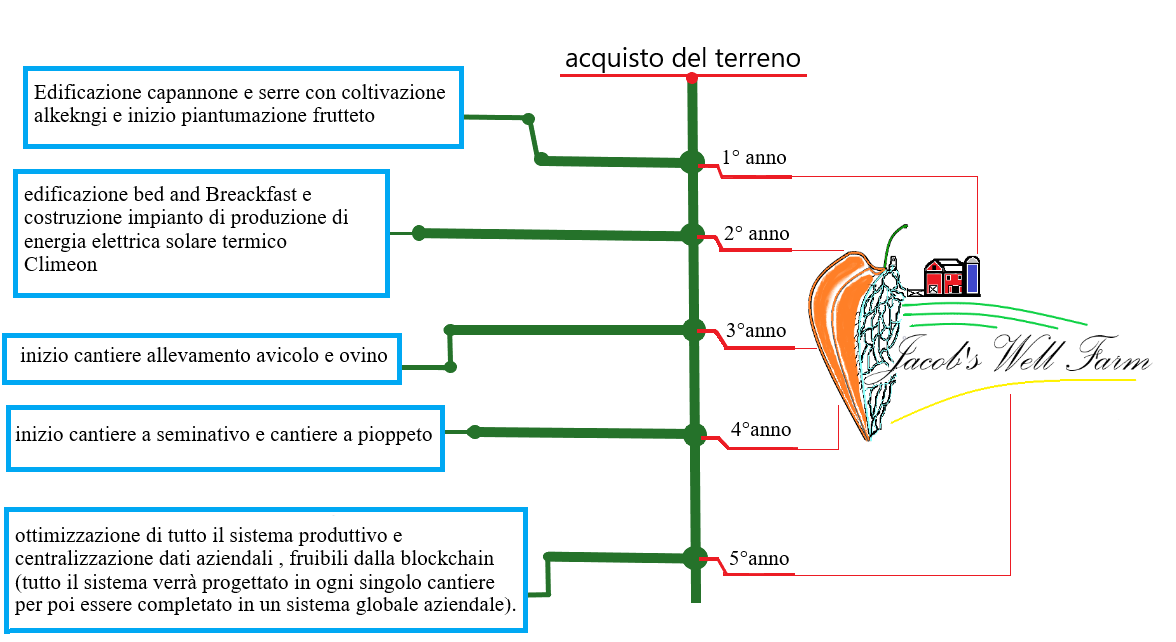 acquisto del terreno
Edificazione capannone e serre con coltivazione
alkekngi e inizio piantumazione frutteto
1° anno
edificazione bed and Breackfast e
costruzione impianto di produzione di
energia elettrica solare termico
Climeon
2° anno
inizio cantiere allevamento avicolo e ovino
3°anno
Jacob's Well Farm
inizio cantiere a seminativo e cantiere a pioppeto
4°anno
ottimizzazione di tutto il sistema produttivo e
centralizzazione dati aziendali , fruibili dalla blockchain
(tutto il sistema verrà progettato in ogni singolo cantiere
per poi essere completato in un sistema globale aziendale).
5°anno